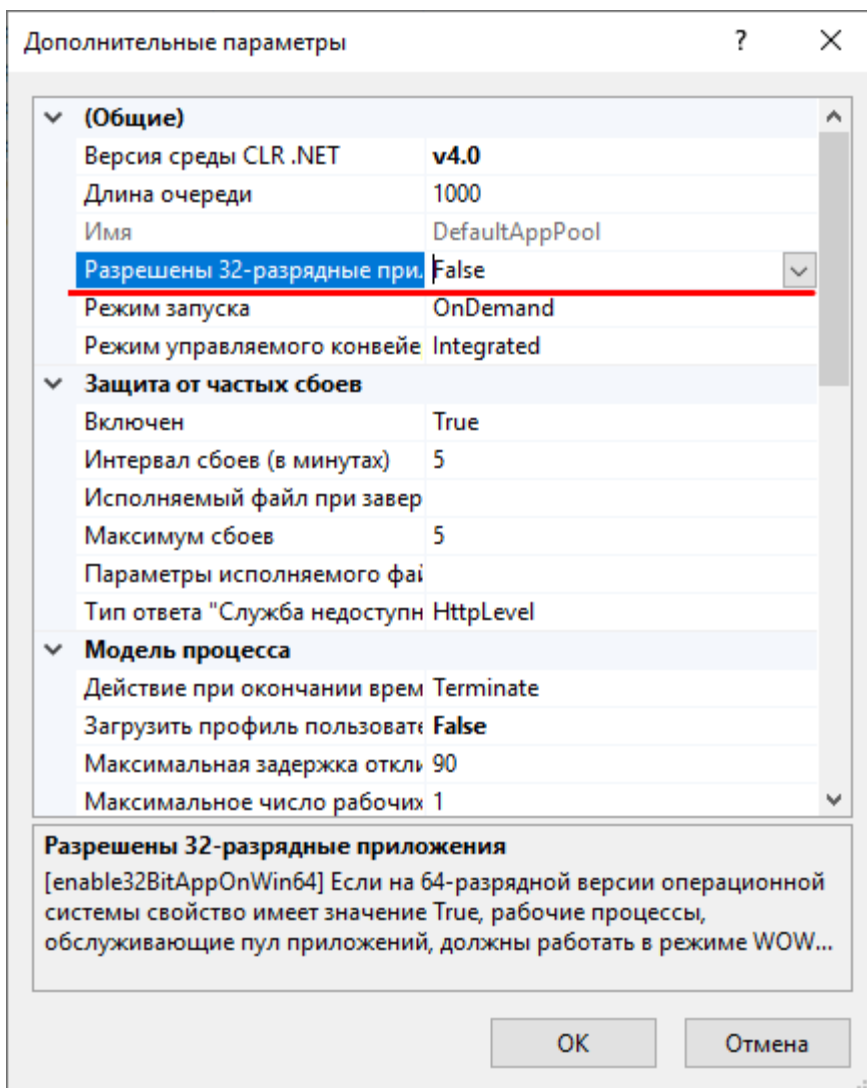 Дополнительные параметры ?
(Общие)
Версия среды CLR .NET v4.0
Длина очереди 1000
Имя DefaultAppPool
Разрешены 32-разрядные при. False
Режим запуска OnDemand
Режим управляемого конвейе Integrated
Защита от частых сбоев
Включен True
Интервал сбоев (в минутах) 5
Исполняемый файл при завер
Максимум сбоев 5
Параметры исполняемого фай
Тип ответа "Служба недоступн HttpLevel
Модель процесса
Действие при окончании врем Terminate
Загрузить профиль пользовате False
Максимальная задержка откли 90
Максимальное число рабочих 1
Разрешены 32-разрядные приложения
[enable32BitAppOnWin64] Если на 64-разрядной версии операционной
системы свойство имеет значение True, рабочие процессы,
обслуживающие пул приложений, должны работать в режиме WOW...
ОК Отмена